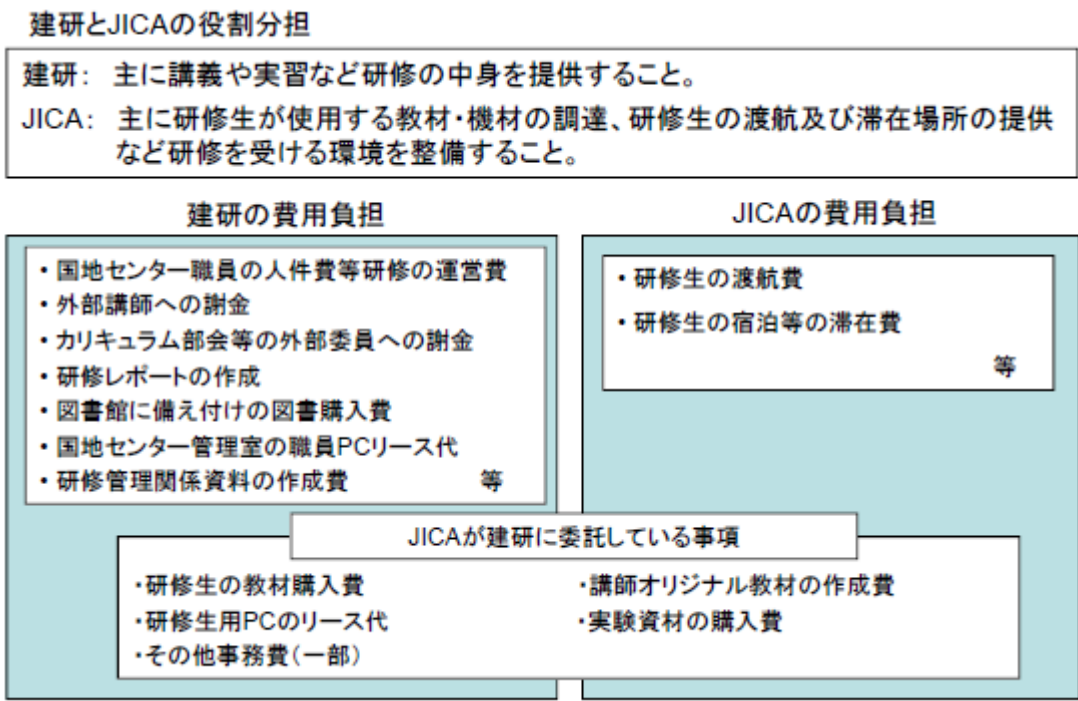 建研とJICAの役割分担
建研： 主に講義や実習など研修の中身を提供すること。
JICA： 主に研修生が使用する教材・機材の調達、研修生の渡航及び滞在場所の提供
など研修を受ける環境を整備すること。
建研の費用負担
・国地センター職員の人件費等研修の運営費
・外部講師への謝金
・カリキュラム部会等の外部委員への謝金
・研修レポートの作成
・図書館に備え付けの図書購入費
・国地センター管理室の職員PCリース代
・研修管理関係資料の作成費 等
JICAの費用負担
・研修生の渡航費
・研修生の宿泊等の滞在費
等
JICAが建研に委託している事項
・研修生の教材購入費
・研修生用PCのリース代
・その他事務費（一部）
・講師オリジナル教材の作成費
・実験資材の購入費